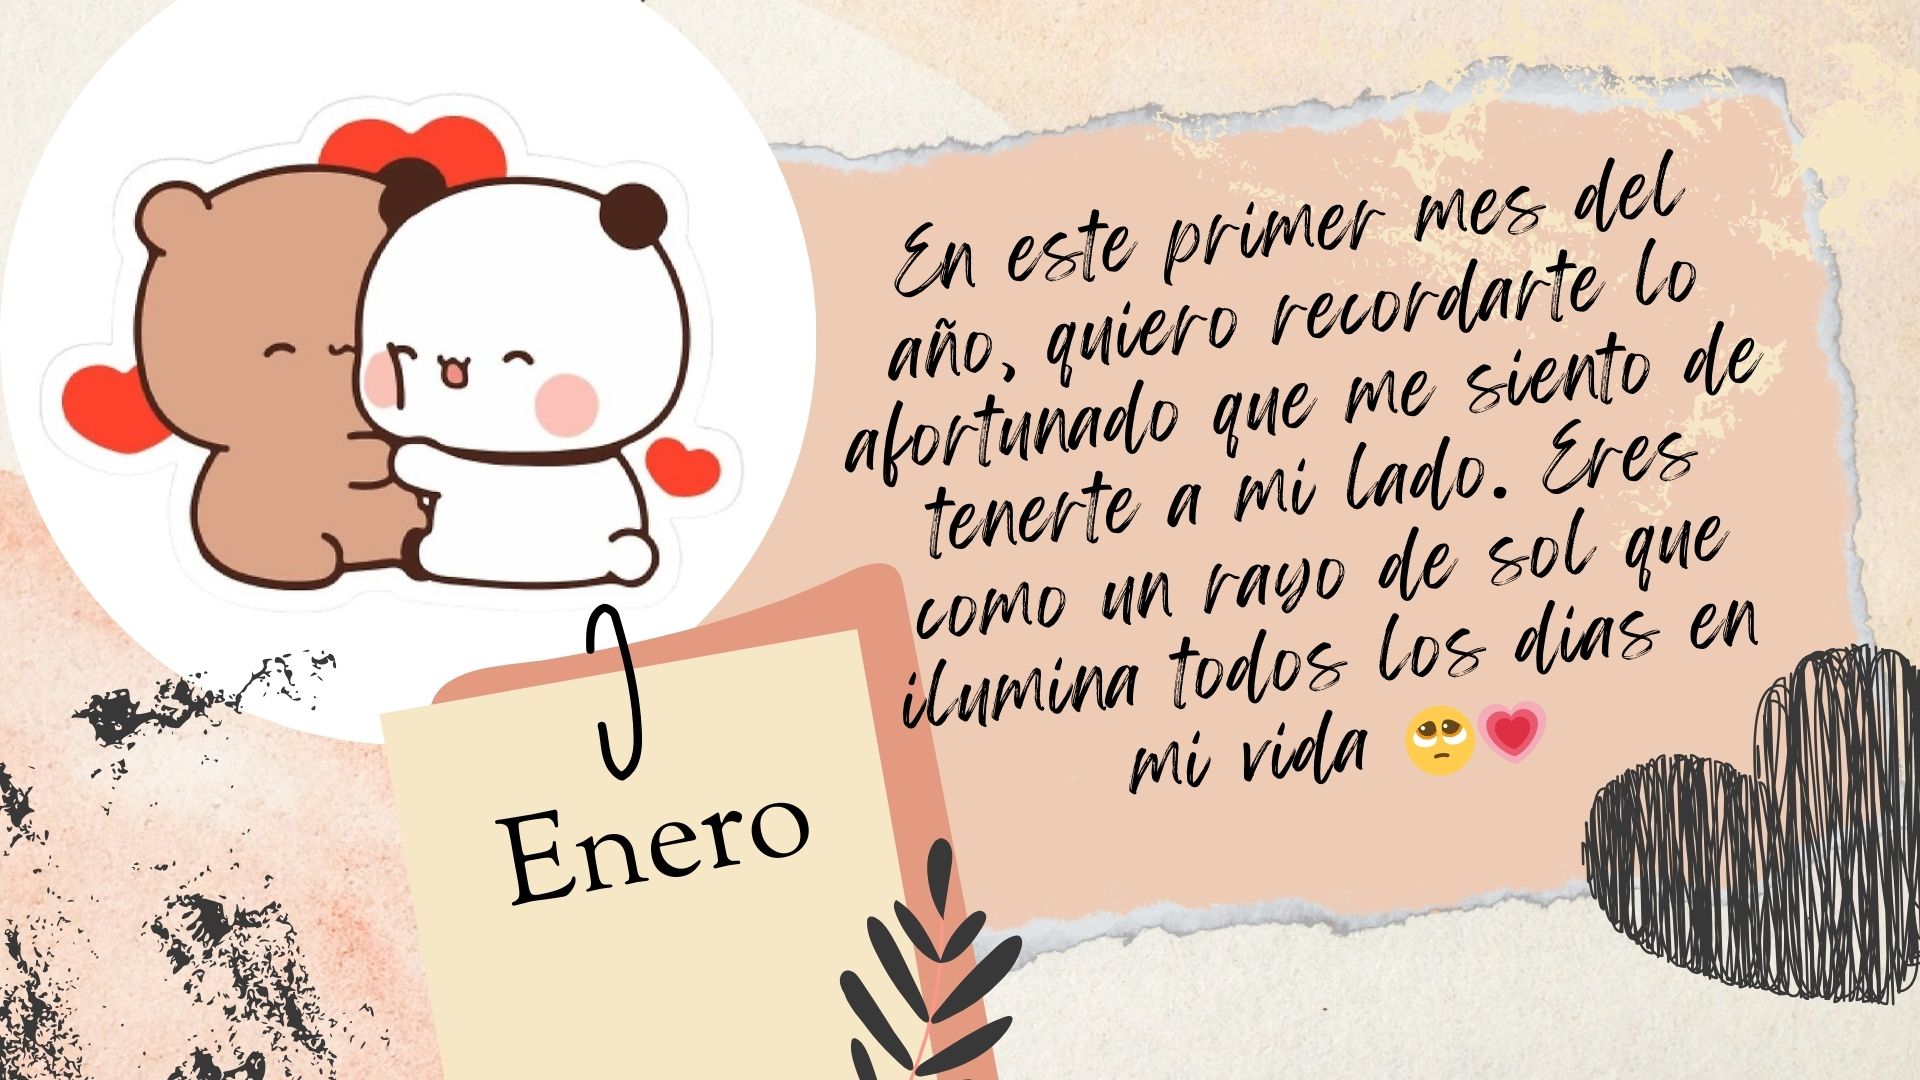 En este primer mes del
año, quiero recordarte lo
afortunado que me siento de
tenerte a mi lado. Eres
como un rayo de sol que
ilumina todos los dias en
mi vida 🥺💗
Enero